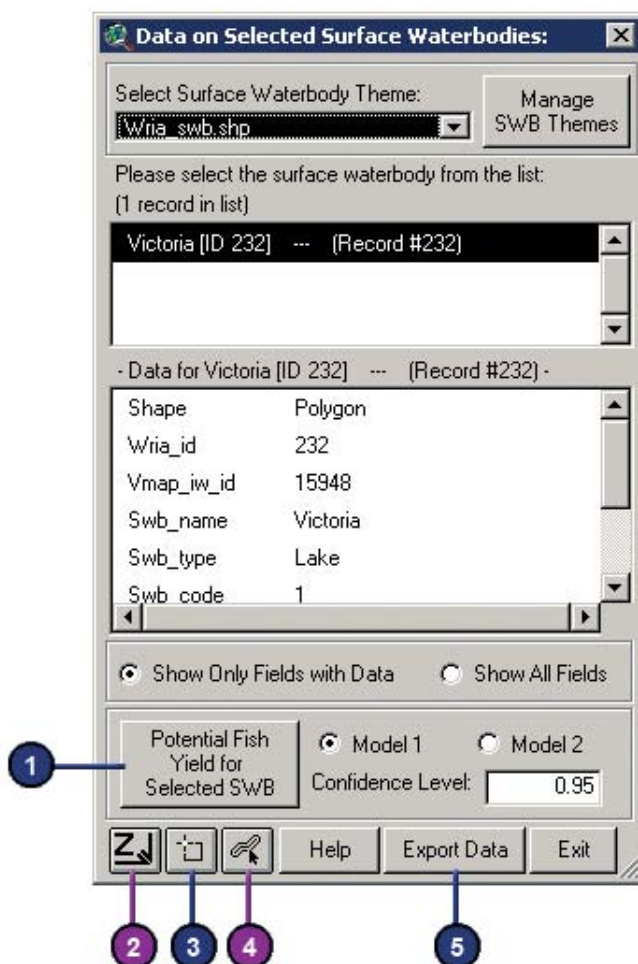 Data on Selected Surface Waterbodies:
Select Surface Waterbody Theme:
Wria_swb.shp
Manage
SWB Themes
Please select the surface waterbody from the list:
(1 record in list)
Victoria [ID 232] --- (Record #232)
- Data for Victoria [ID 232] --- (Record #232) -
Shape Polygon
Wria_id 232
Vmap_iw_id 15948
Swb_name Victoria
Swb_type Lake
Swb_code 1
Show Only Fields with Data Show All Fields
Potential Fish
Yield for
Selected SWB
Model 1 Model 2
Confidence Level: 0.95
1
Z
Help Export Data Exit
2 3 4 5